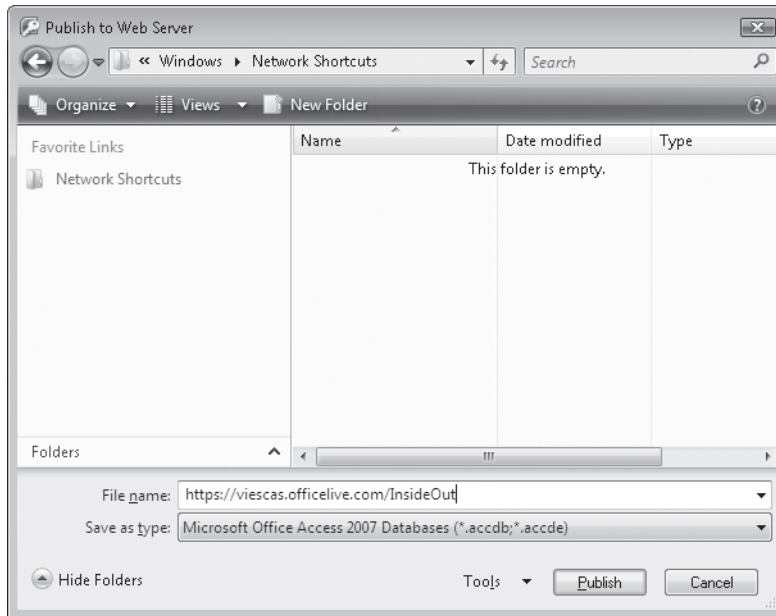 Publish to Web Server
« Windows ▸ Network Shortcuts
Search
Organize Views New Folder
Favorite Links
Network Shortcuts
Name Date modified Type
This folder is empty.
Folders
File name: https://viescas.officelive.com/InsideOut
Save as type: Microsoft Office Access 2007 Databases (*.accdb;*.accde)
Hide Folders Tools Publish Cancel